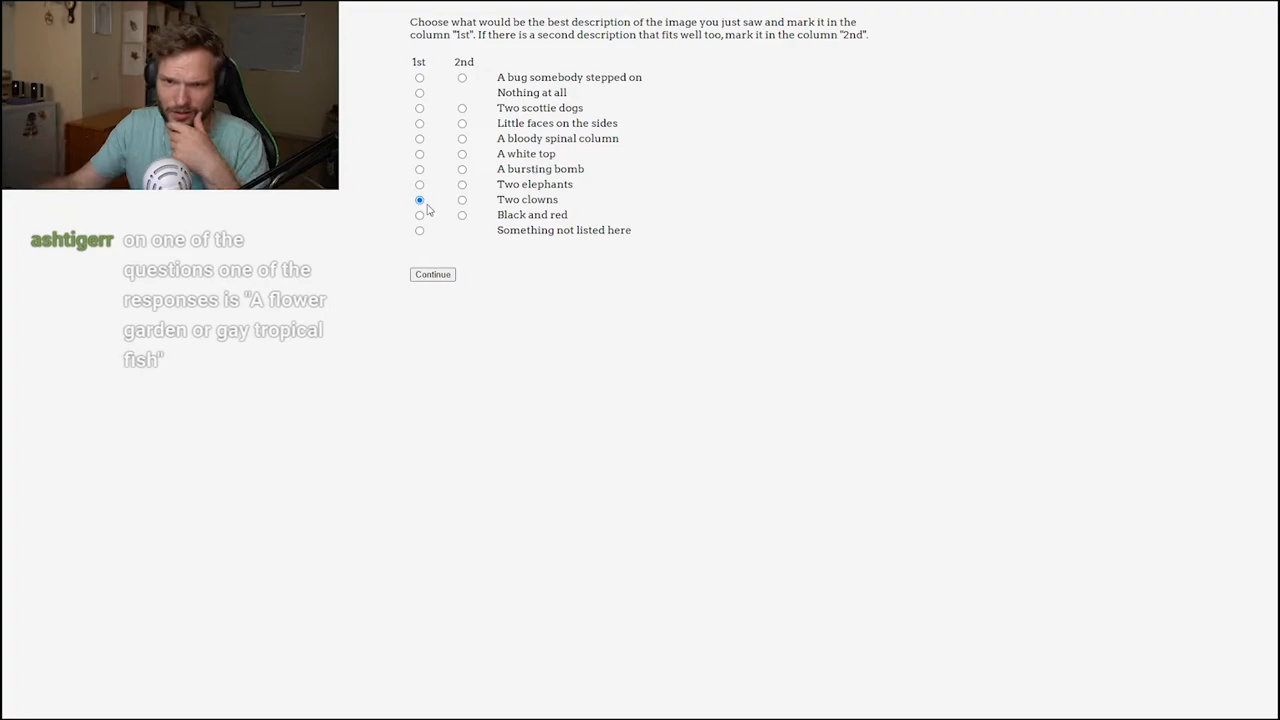 Choose what would be the best description of the image you just saw and mark it in the
column "1st". If there is a second description that fits well too, mark it in the column "2nd".
1st 2nd
A bug somebody stepped on
Nothing at all
Two scottie dogs
Little faces on the sides
A bloody spinal column
A white top
A bursting bomb
Two elephants
Two clowns
Black and red
Something not listed here
Continue
ashtigerr on one of the
questions one of the
responses is "A flower
garden or gay tropical
fish"